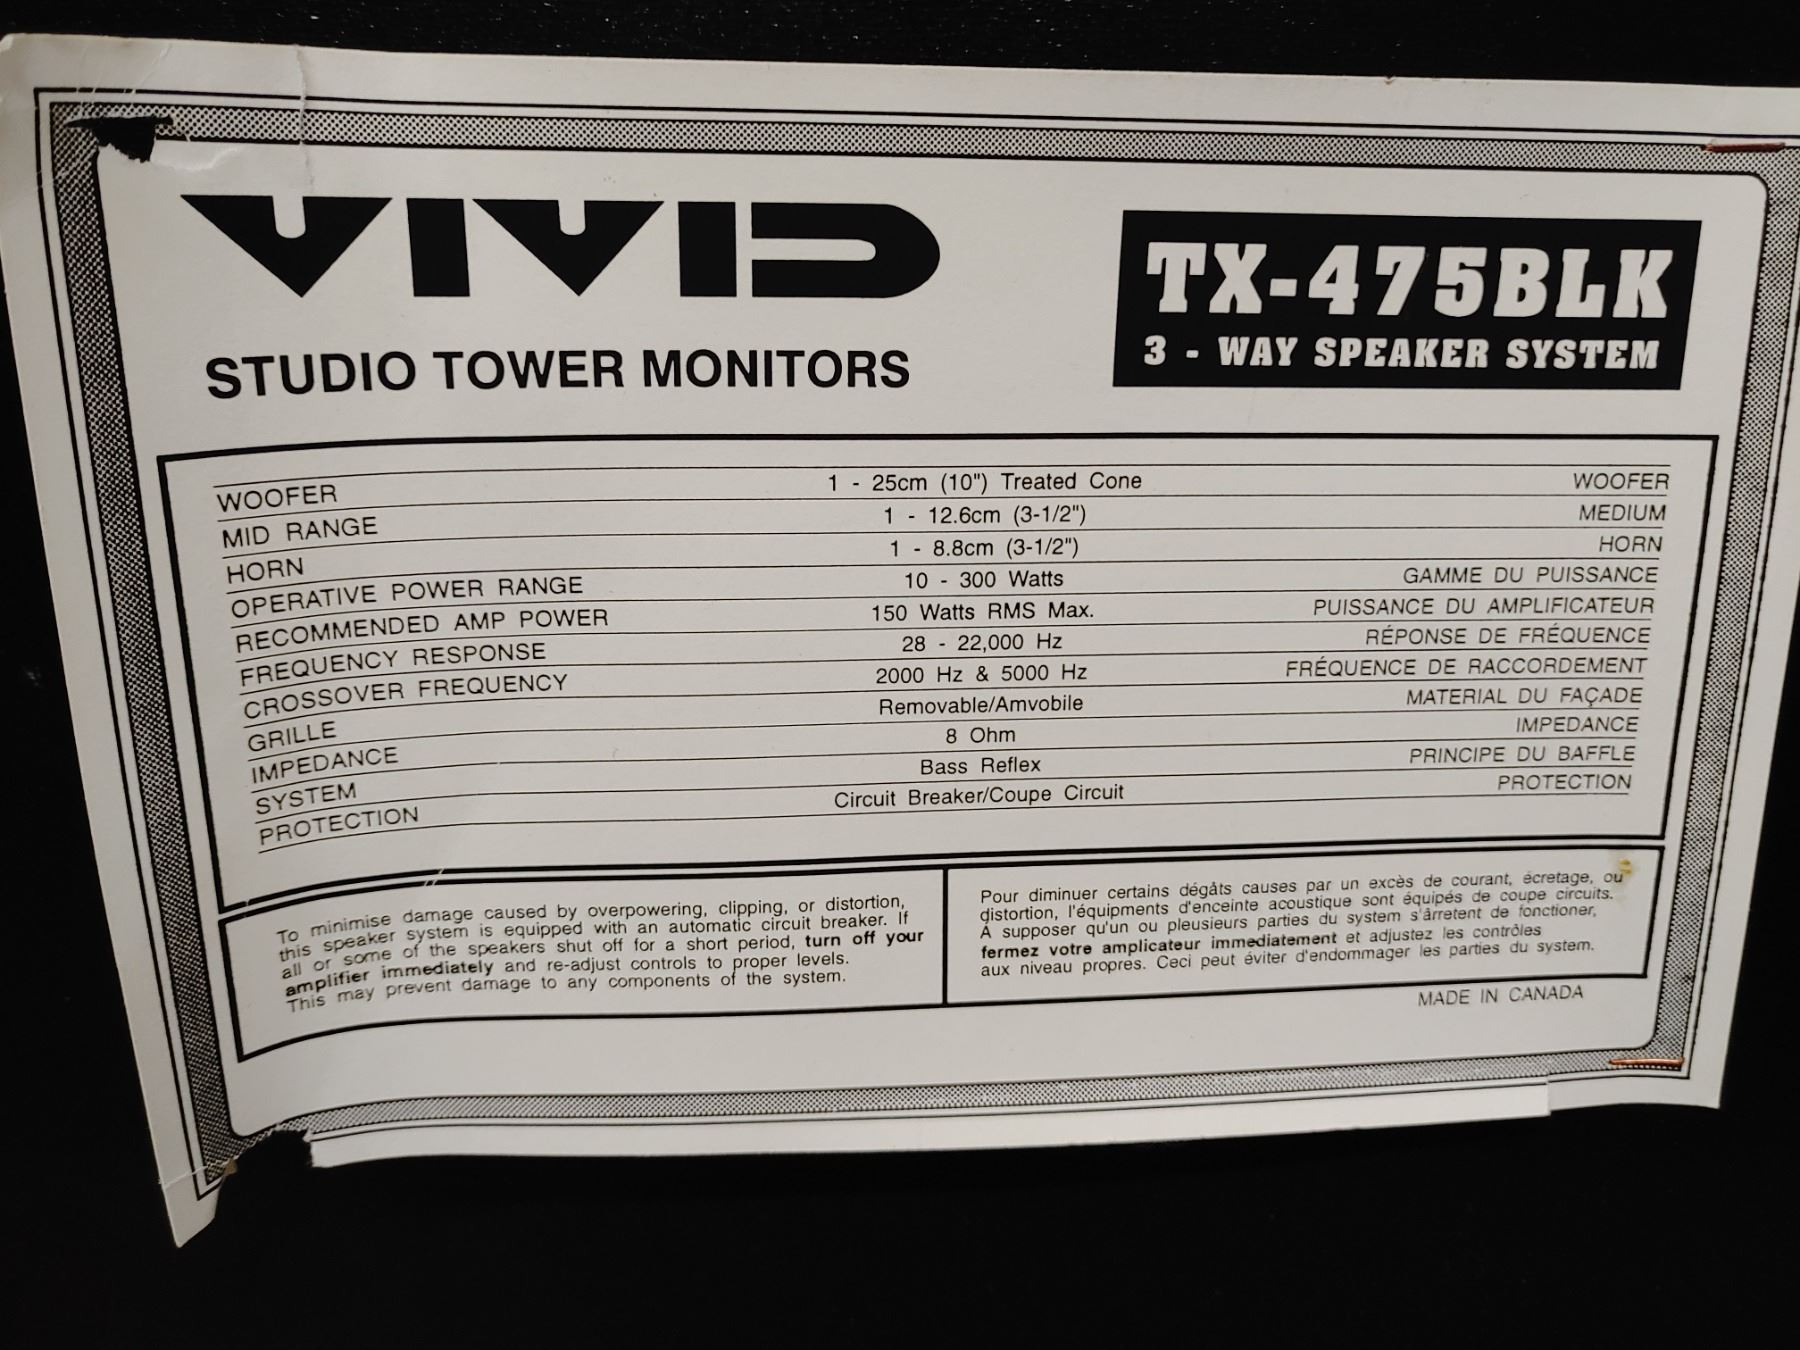 VIVID
STUDIO TOWER MONITORS
TX-475BLK
3 - WAY SPEAKER SYSTEM
WOOFER 1 - 25cm (10") Treated Cone WOOFER
MID RANGE 1 - 12.6cm (3-1/2") MEDIUM
HORN 1 - 8.8cm (3-1/2") HORN
OPERATIVE POWER RANGE 10 - 300 Watts GAMME DU PUISSANCE
RECOMMENDED AMP POWER 150 Watts RMS Max. PUISSANCE DU AMPLIFICATEUR
FREQUENCY RESPONSE 28 - 22,000 Hz RÉPONSE DE FRÉQUENCE
CROSSOVER FREQUENCY 2000 Hz & 5000 Hz FRÉQUENCE DE RACCORDEMENT
GRILLE Removable/Amvobile MATERIAL DU FAÇADE
IMPEDANCE 8 Ohm IMPEDANCE
SYSTEM Bass Reflex PRINCIPE DU BAFFLE
PROTECTION Circuit Breaker/Coupe Circuit PROTECTION
To minimise damage caused by overpowering, clipping, or distortion,
this speaker system is equipped with an automatic circuit breaker. If
all or some of the speakers shut off for a short period, turn off your
amplifier immediately and re-adjust controls to proper levels.
This may prevent damage to any components of the system.
Pour diminuer certains dégâts causes par un excès de courant, écretage, ou
distortion, l'équipments d'enceinte acoustique sont équipés de coupe circuits.
À supposer qu'un ou plusieurs parties du system s'ârretent de fonctioner,
fermez votre amplicateur immediatement et adjustez les contrôles
aux niveau propres. Ceci peut éviter d'endommager les parties du system.
MADE IN CANADA